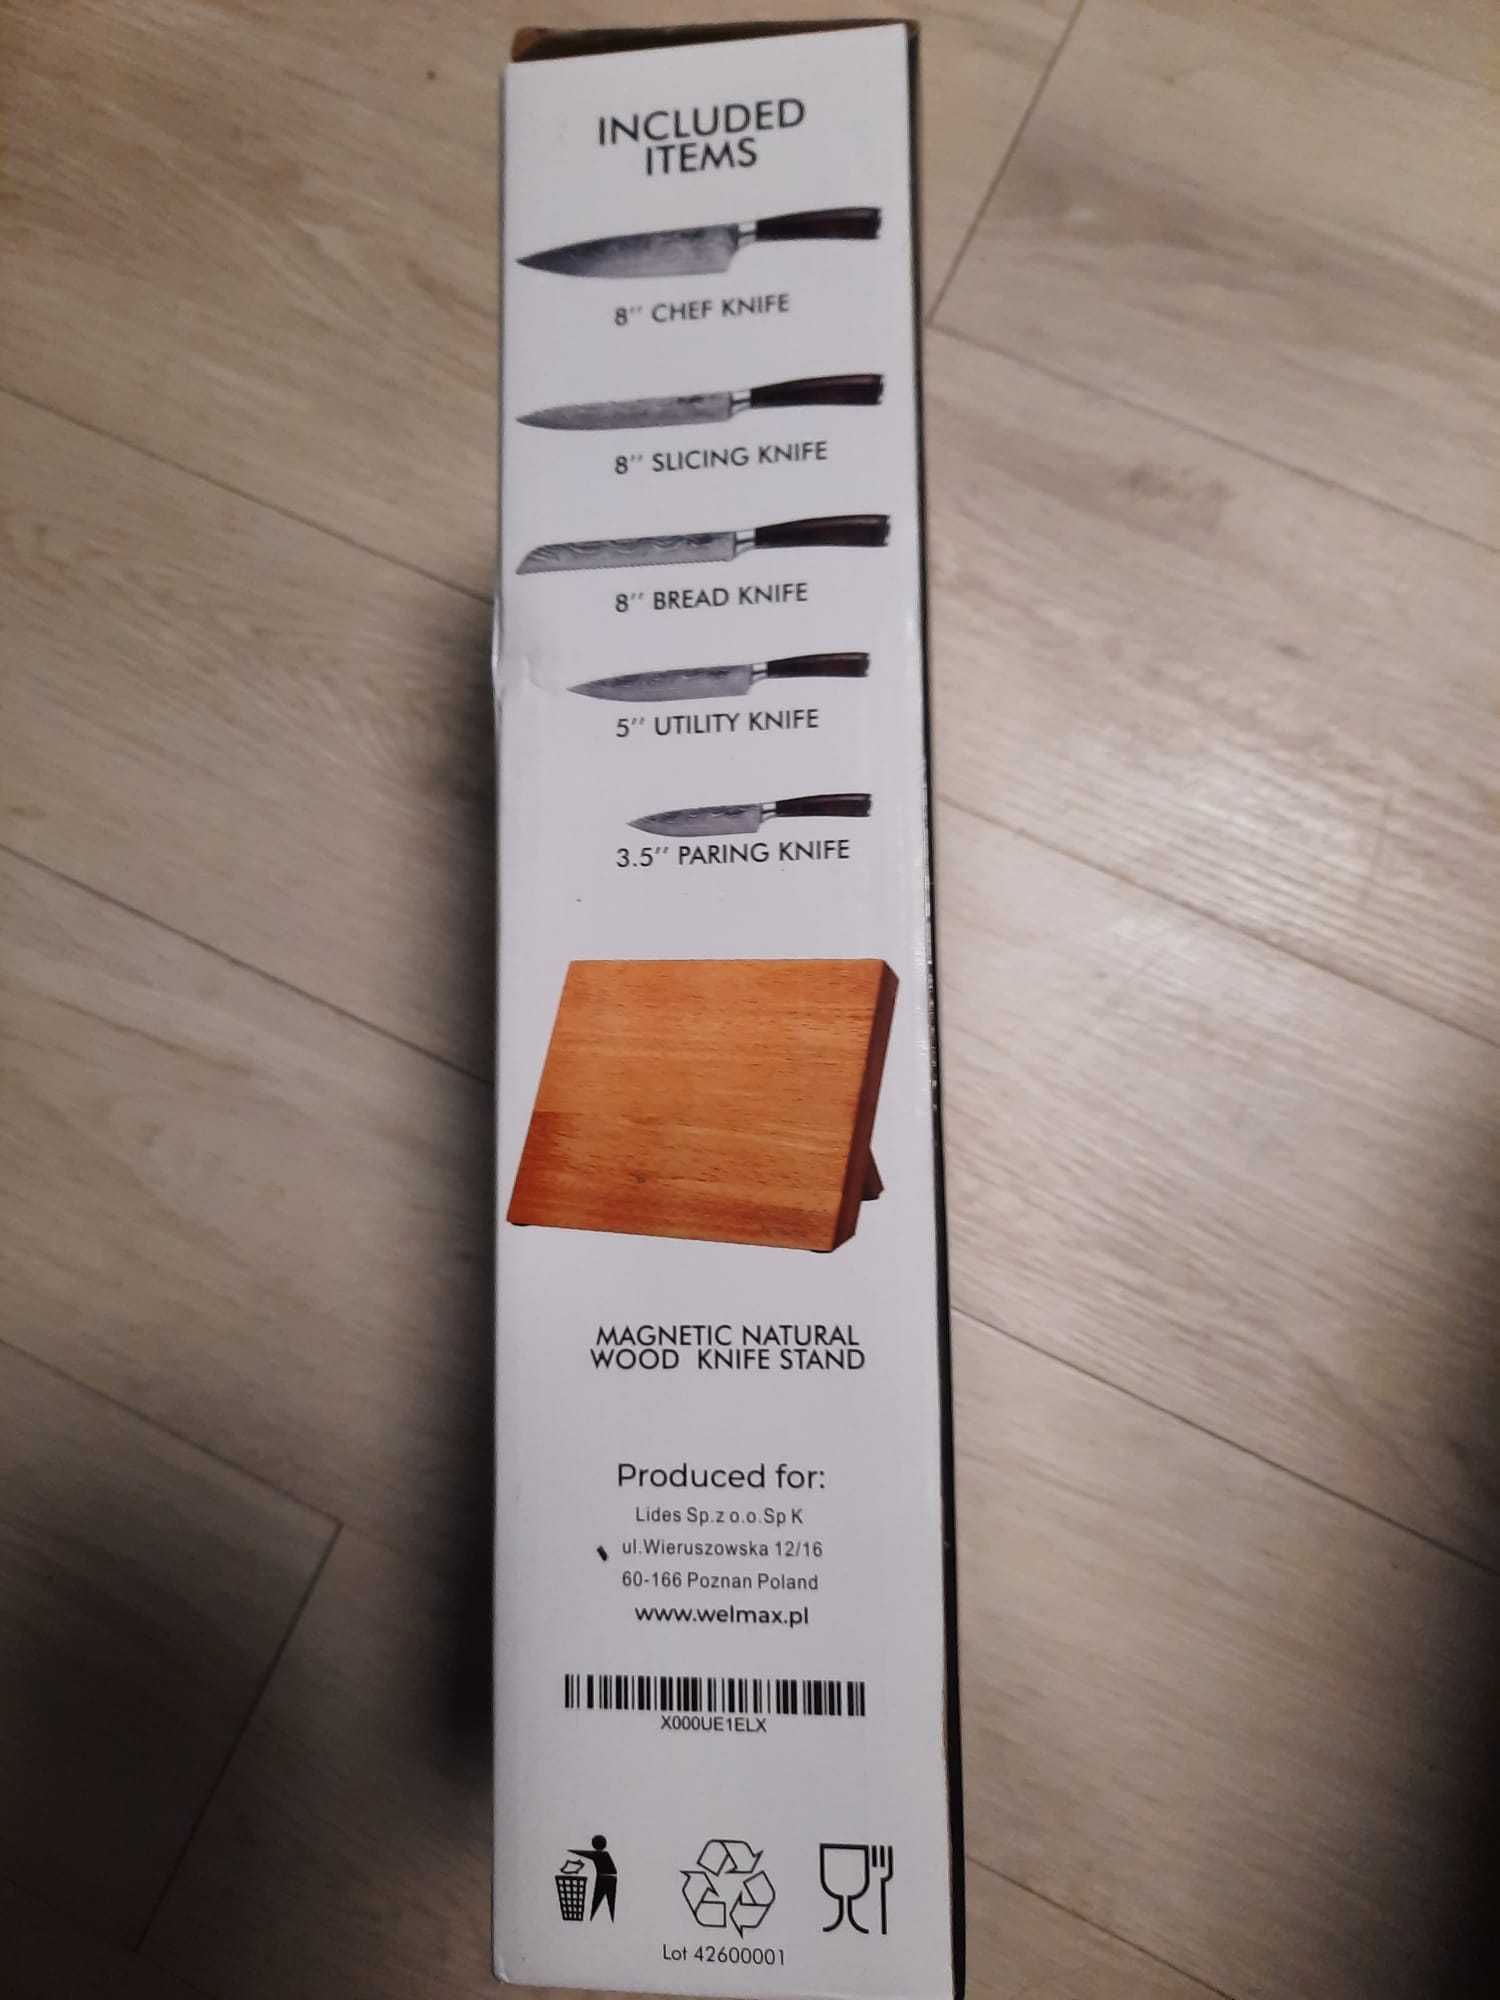 INCLUDED
ITEMS
8'' CHEF KNIFE
8'' SLICING KNIFE
8'' BREAD KNIFE
5'' UTILITY KNIFE
3.5'' PARING KNIFE
MAGNETIC NATURAL
WOOD KNIFE STAND
Produced for:
Lides Sp.z o.o.Sp K
ul.Wieruszowska 12/16
60-166 Poznan Poland
www.welmax.pl
X000UE1ELX
Lot 42600001